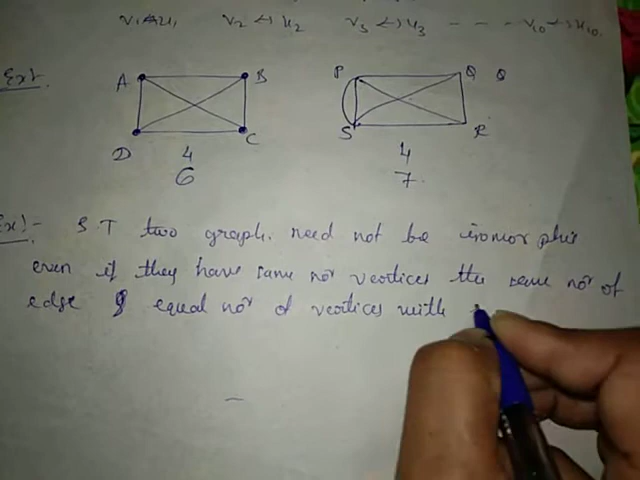 v₁ ↔ u₁ v₂ ↔ u₂ v₃ ↔ u₃ - - - - v₁₀ ↔ u₁₀.
Ex:-
A B P Q Q
D C S R
4 4
6 7.
Ex:- S.T two graph. need not be isomorphic
even if they have same no^r vertices the same no^r of
edge & equal no^r of vertices with